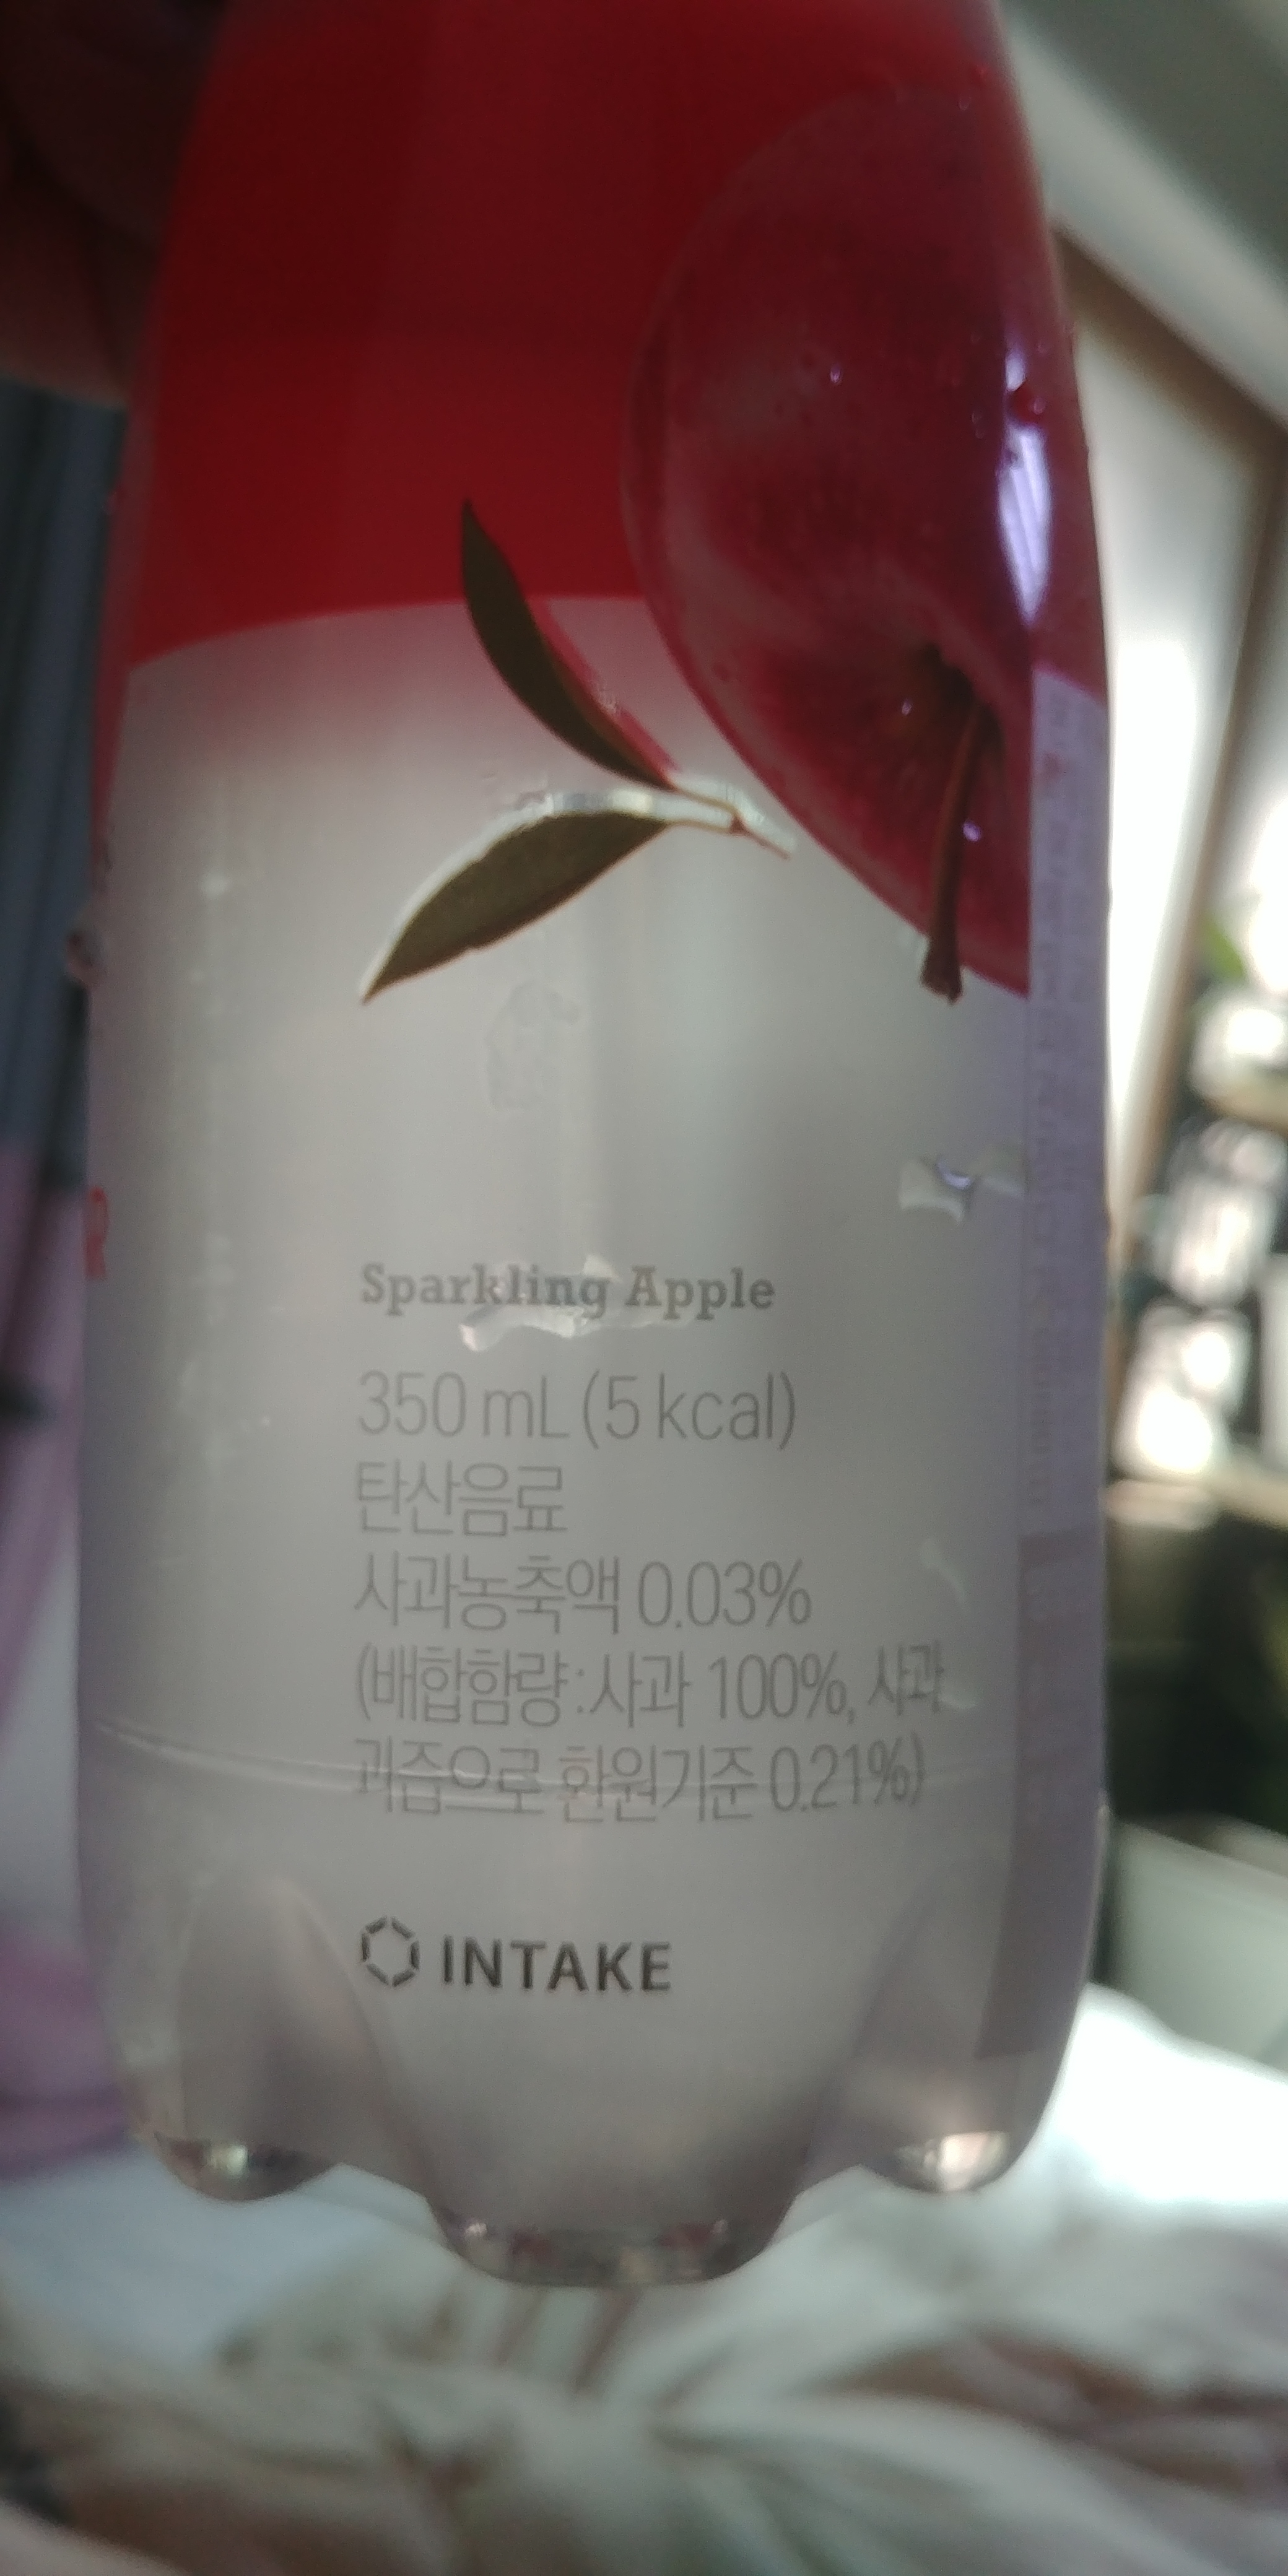 Sparkling Apple
350 mL (5 kcal)
탄산음료
사과농축액 0.03%
(배합함량:사과 100%, 사과
과즙으로 환원기준 0.21%)
INTAKE